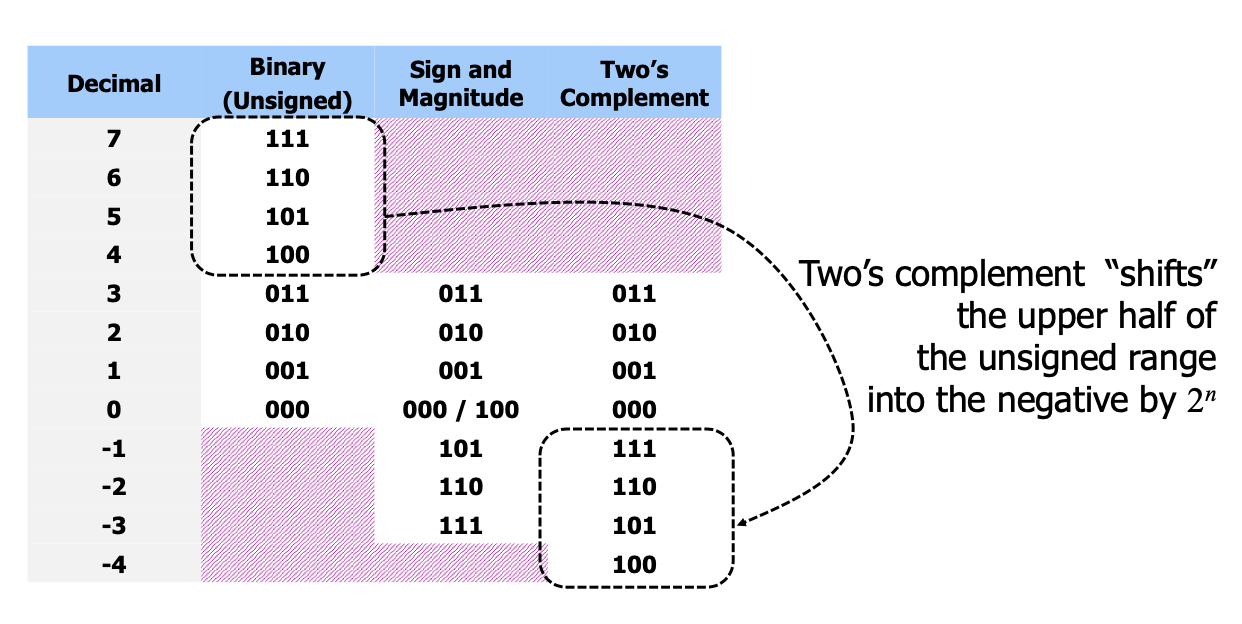 Decimal Binary (Unsigned) Sign and Magnitude Two’s Complement
7 111
6 110
5 101
4 100
3 011 011 011
2 010 010 010
1 001 001 001
0 000 000 / 100 000
-1 101 111
-2 110 110
-3 111 101
-4 100
Two’s complement “shifts”
the upper half of
the unsigned range
into the negative by 2ⁿ